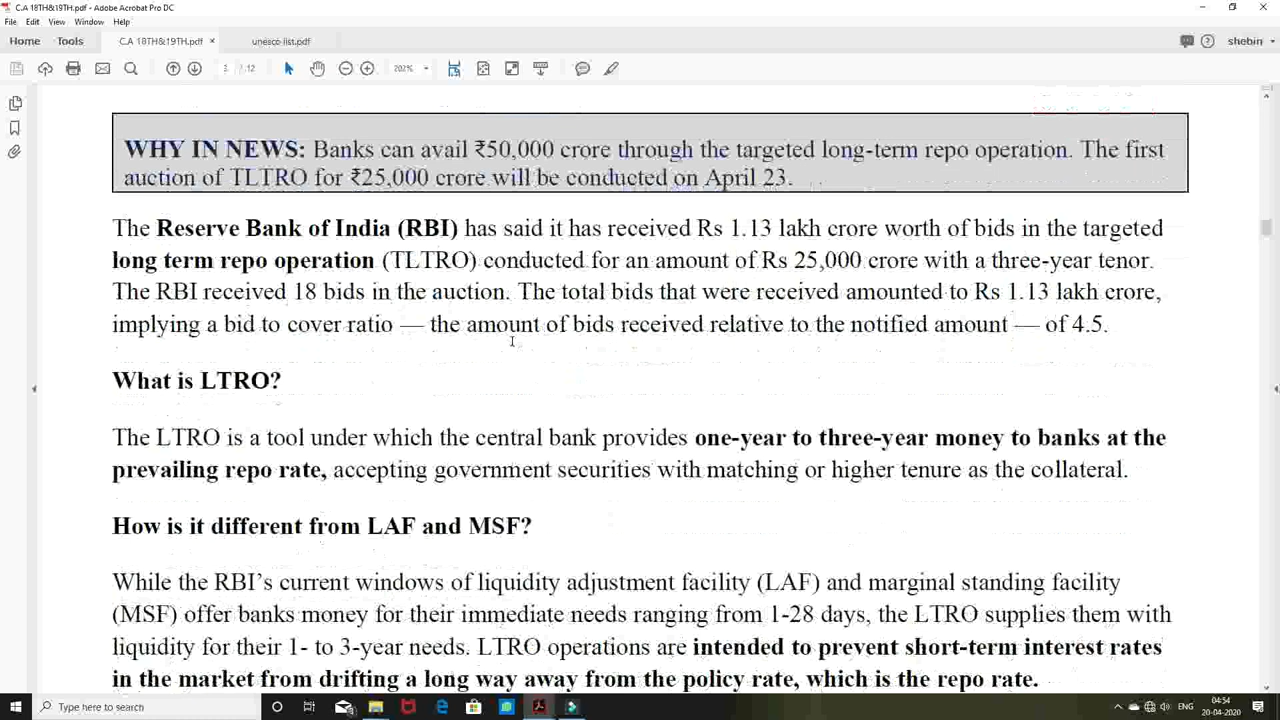 C.A 18TH&19TH.pdf - Adobe Acrobat Pro DC
File Edit View Window Help
Home Tools C.A 18TH&19TH.pdf × unesco list.pdf shebin
12 202%
WHY IN NEWS: Banks can avail ₹50,000 crore through the targeted long-term repo operation. The first
auction of TLTRO for ₹25,000 crore will be conducted on April 23.
The Reserve Bank of India (RBI) has said it has received Rs 1.13 lakh crore worth of bids in the targeted
long term repo operation (TLTRO) conducted for an amount of Rs 25,000 crore with a three-year tenor.
The RBI received 18 bids in the auction. The total bids that were received amounted to Rs 1.13 lakh crore,
implying a bid to cover ratio — the amount of bids received relative to the notified amount — of 4.5.
What is LTRO?
The LTRO is a tool under which the central bank provides one-year to three-year money to banks at the
prevailing repo rate, accepting government securities with matching or higher tenure as the collateral.
How is it different from LAF and MSF?
While the RBI's current windows of liquidity adjustment facility (LAF) and marginal standing facility
(MSF) offer banks money for their immediate needs ranging from 1-28 days, the LTRO supplies them with
liquidity for their 1- to 3-year needs. LTRO operations are intended to prevent short-term interest rates
in the market from drifting a long way away from the policy rate, which is the repo rate.
Type here to search ENG 04:54
20-04-2020